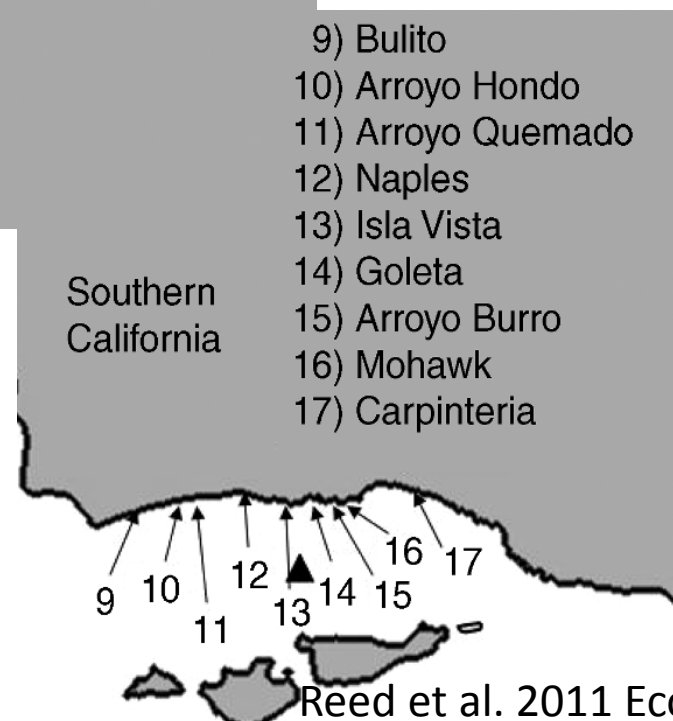 9) Bulito
10) Arroyo Hondo
11) Arroyo Quemado
12) Naples
13) Isla Vista
14) Goleta
15) Arroyo Burro
16) Mohawk
17) Carpinteria
Southern
California
9
10
11
12
13
14
15
16
17
Reed et al. 2011 Eco